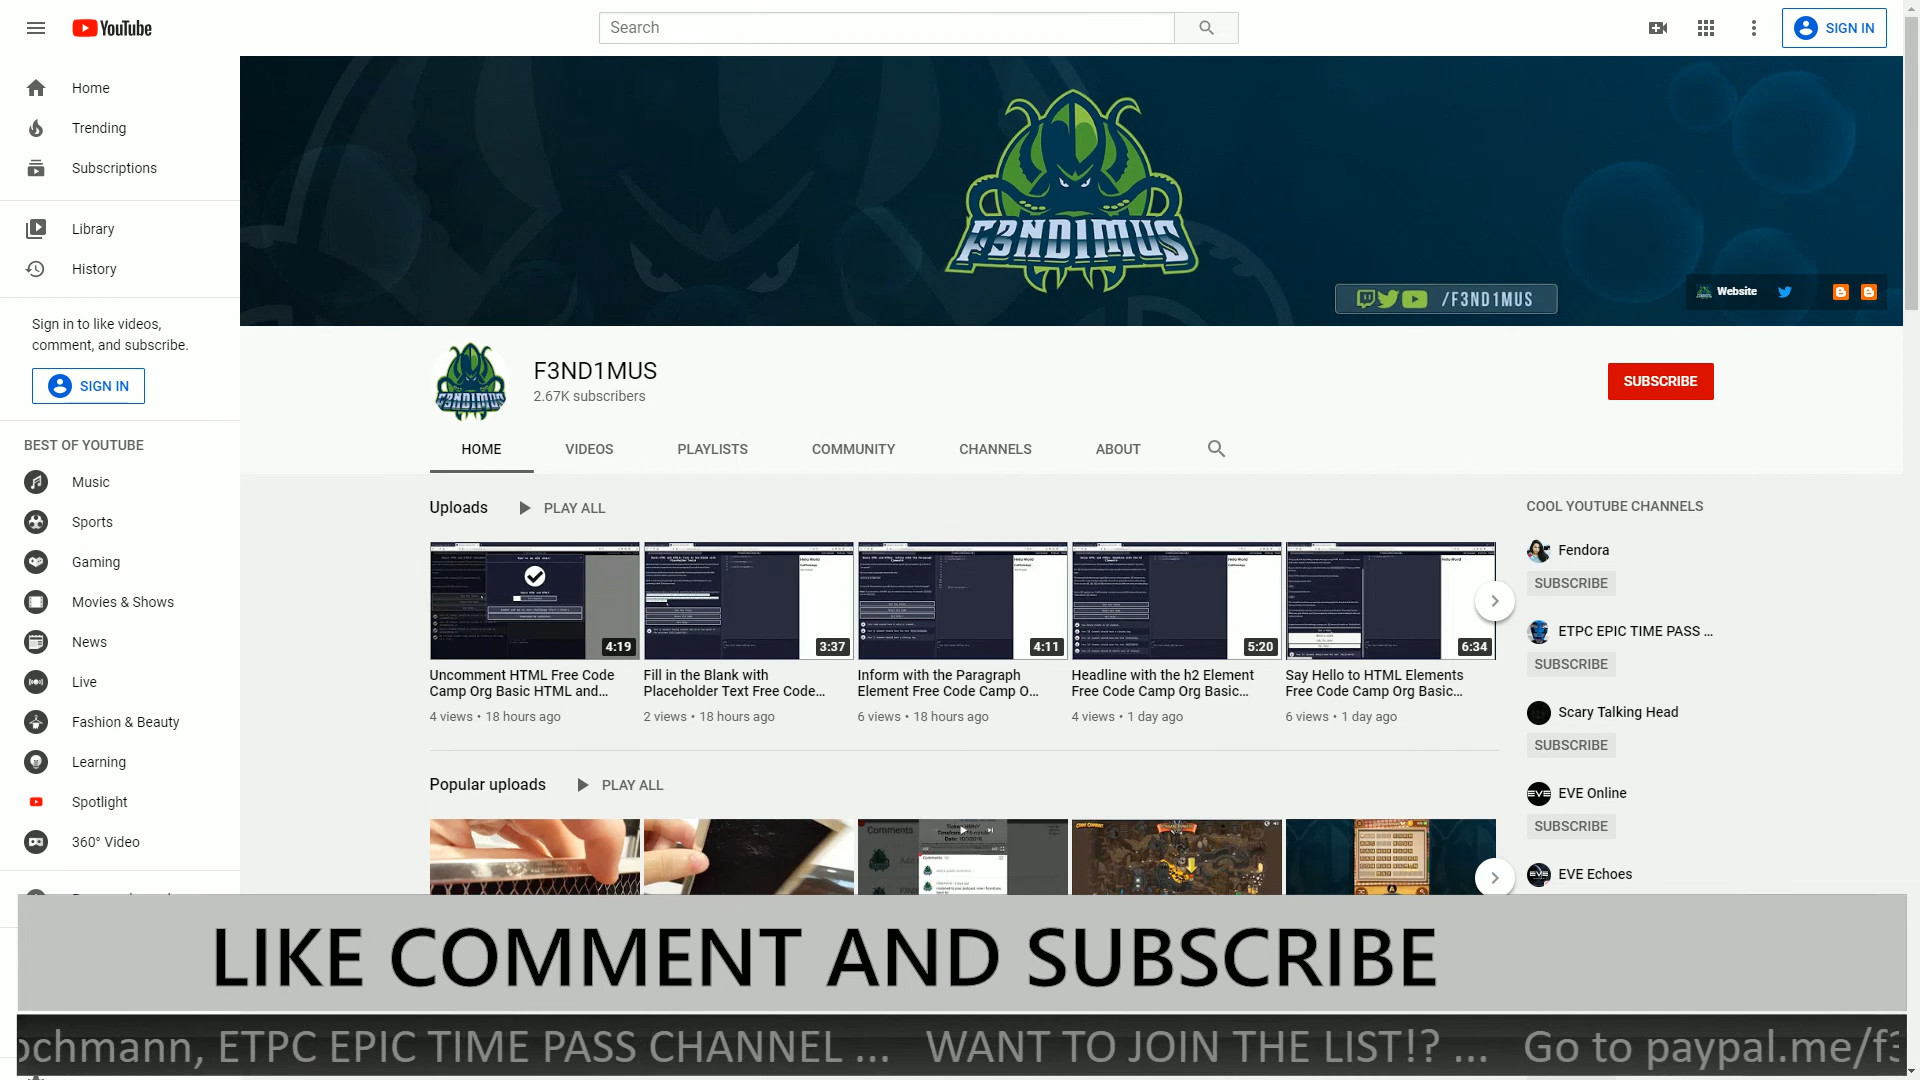 YouTube
Search
SIGN IN
Home
Trending
Subscriptions
Library
History
Sign in to like videos,
comment, and subscribe.
SIGN IN
BEST OF YOUTUBE
Music
Sports
Gaming
Movies & Shows
News
Live
Fashion & Beauty
Learning
Spotlight
360° Video
F3ND1MUS
/F3ND1MUS
Website
F3ND1MUS
2.67K subscribers
SUBSCRIBE
HOME
VIDEOS
PLAYLISTS
COMMUNITY
CHANNELS
ABOUT
Uploads
PLAY ALL
4:19
Uncomment HTML Free Code
Camp Org Basic HTML and...
4 views • 18 hours ago
3:37
Fill in the Blank with
Placeholder Text Free Code...
2 views • 18 hours ago
4:11
Inform with the Paragraph
Element Free Code Camp O...
6 views • 18 hours ago
5:20
Headline with the h2 Element
Free Code Camp Org Basic...
4 views • 1 day ago
6:34
Say Hello to HTML Elements
Free Code Camp Org Basic...
6 views • 1 day ago
Popular uploads
PLAY ALL
Comments
COOL YOUTUBE CHANNELS
Fendora
SUBSCRIBE
ETPC EPIC TIME PASS ...
SUBSCRIBE
Scary Talking Head
SUBSCRIBE
EVE Online
SUBSCRIBE
EVE Echoes
LIKE COMMENT AND SUBSCRIBE
ochmann, ETPC EPIC TIME PASS CHANNEL ... WANT TO JOIN THE LIST!? ... Go to paypal.me/f3